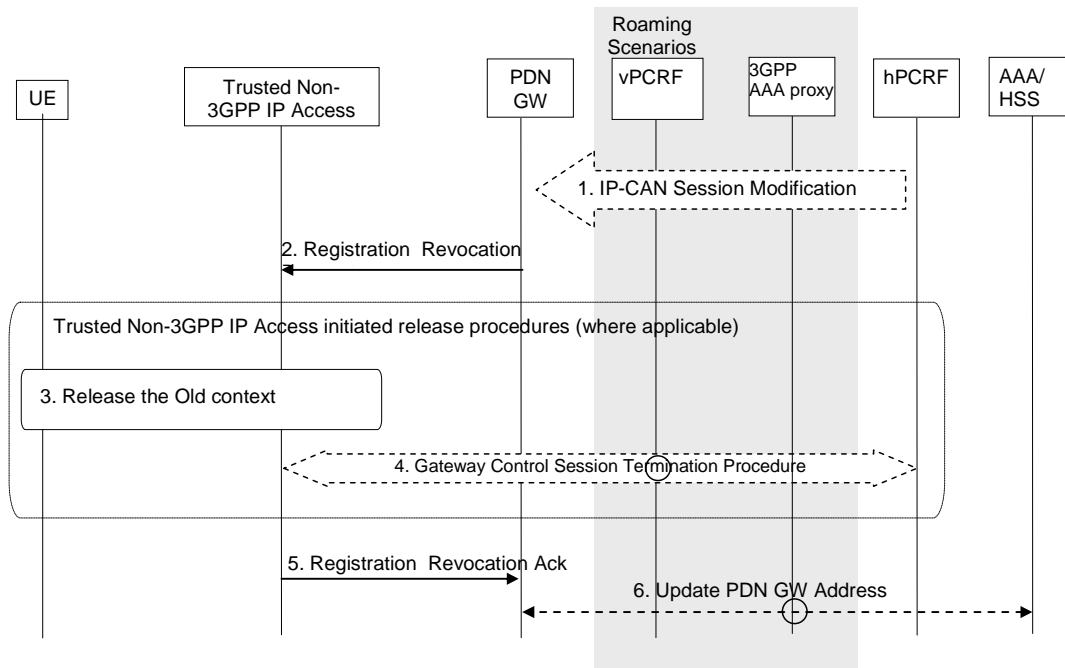 Roaming
Scenarios
UE
Trusted Non-
3GPP IP Access
PDN
GW
vPCRF
3GPP
AAA proxy
hPCRF
AAA/
HSS
1. IP-CAN Session Modification
2. Registration Revocation
Trusted Non-3GPP IP Access initiated release procedures (where applicable)
3. Release the Old context
4. Gateway Control Session Termination Procedure
5. Registration Revocation Ack
6. Update PDN GW Address